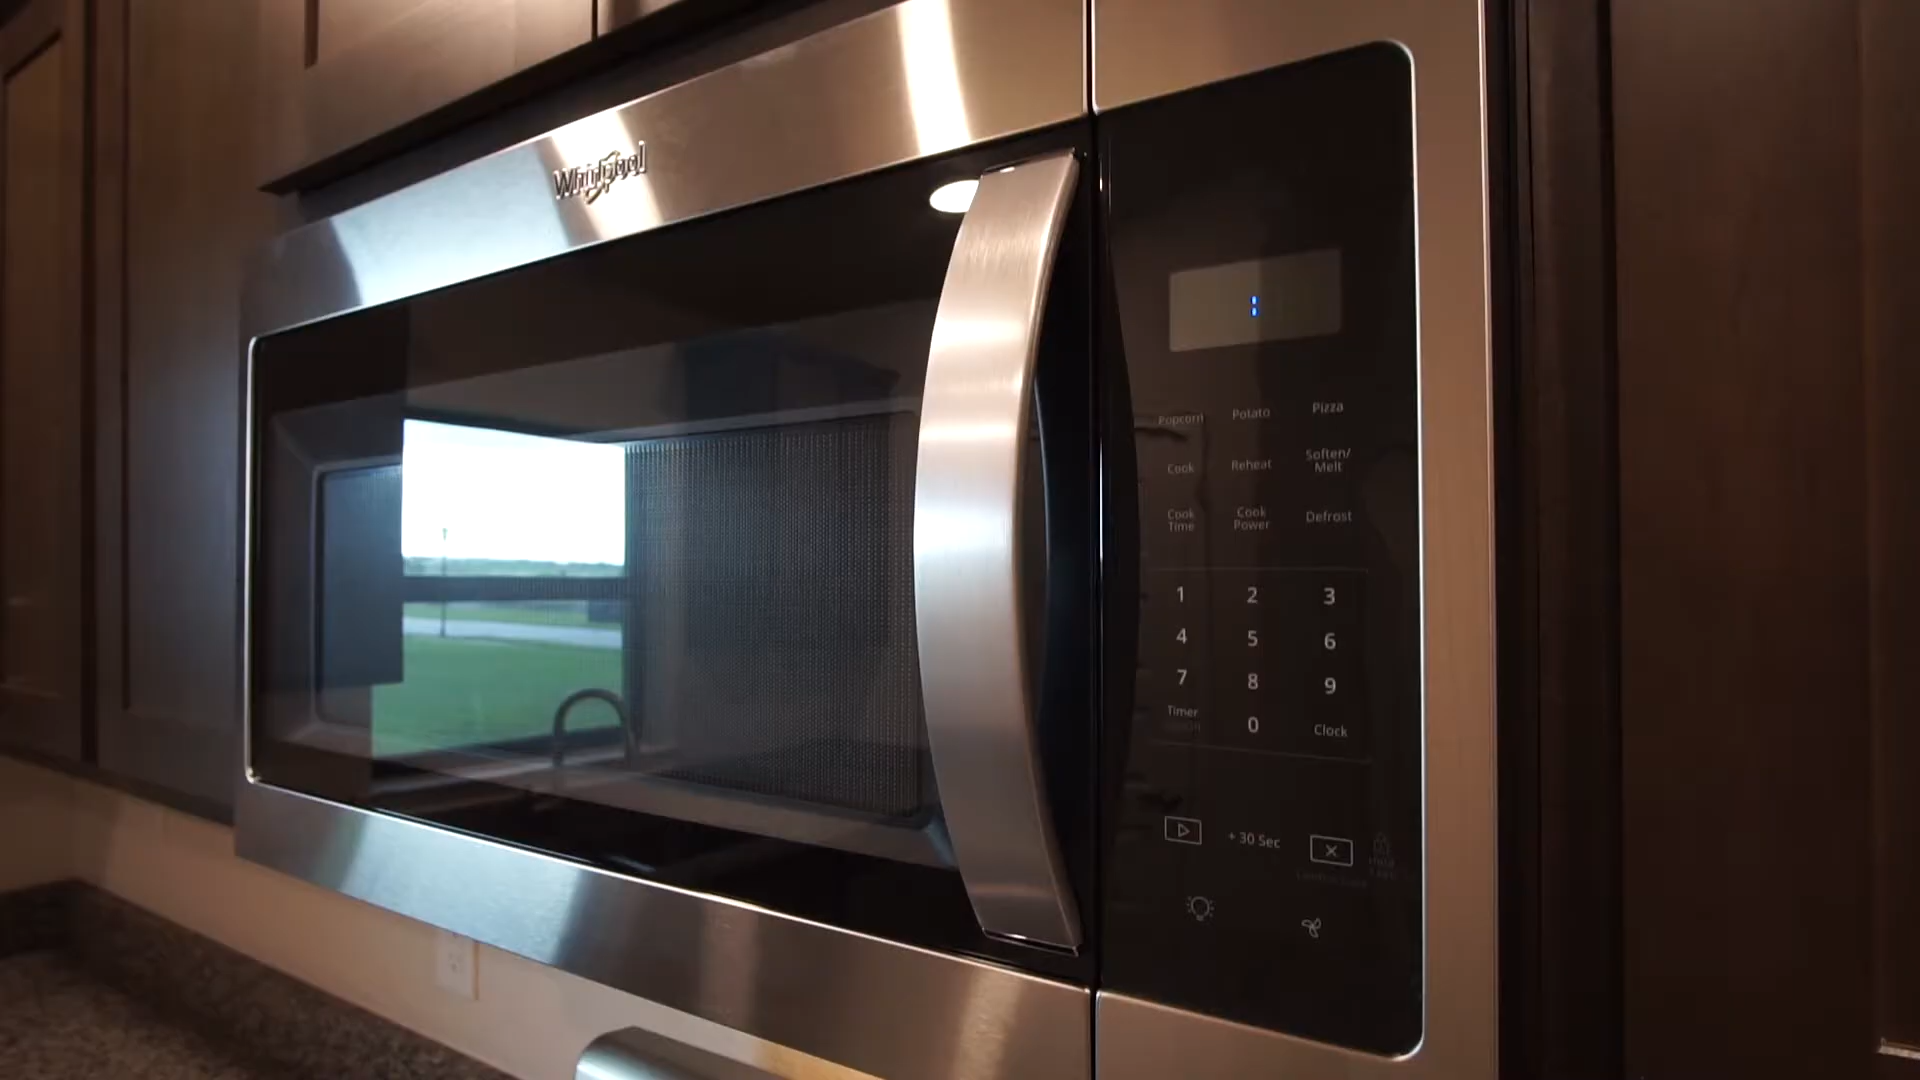 Whirlpool
:
Popcorn Potato Pizza
Cook Reheat Soften/
Melt
Cook
Time Cook
Power Defrost
1 2 3
4 5 6
7 8 9
Timer 0 Clock
+ 30 Sec